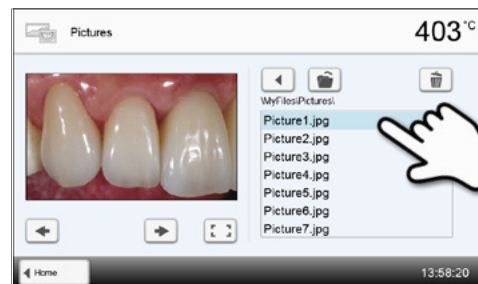 Pictures
403 °C
\MyFiles\Pictures\
Picture1.jpg
Picture2.jpg
Picture3.jpg
Picture4.jpg
Picture5.jpg
Picture6.jpg
Picture7.jpg
Home
13:58:20